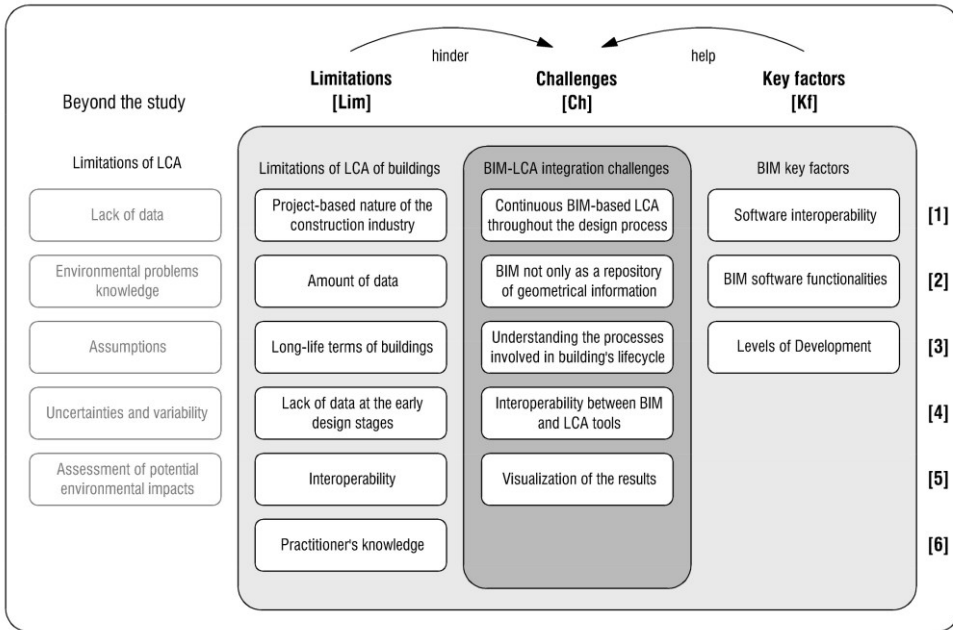 hinder
help
Beyond the study
Limitations
[Lim]
Challenges
[Ch]
Key factors
[Kf]
Limitations of LCA
Limitations of LCA of buildings
BIM-LCA integration challenges
BIM key factors
Lack of data
Project-based nature of the
construction industry
Continuous BIM-based LCA
throughout the design process
Software interoperability
[1]
Environmental problems
knowledge
Amount of data
BIM not only as a repository
of geometrical information
BIM software functionalities
[2]
Assumptions
Long-life terms of buildings
Understanding the processes
involved in building's lifecycle
Levels of Development
[3]
Uncertainties and variability
Lack of data at the early
design stages
Interoperability between BIM
and LCA tools
[4]
Assessment of potential
environmental impacts
Interoperability
Visualization of the results
[5]
Practitioner's knowledge
[6]